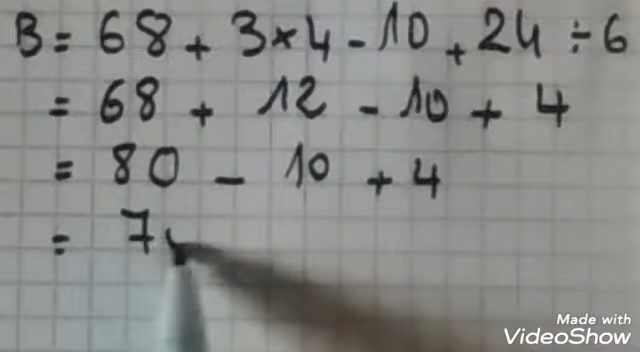 B = 68 + 3 × 4 - 10 + 24 ÷ 6
= 68 + 12 - 10 + 4
= 80 - 10 + 4
= 7
Made with
VideoShow